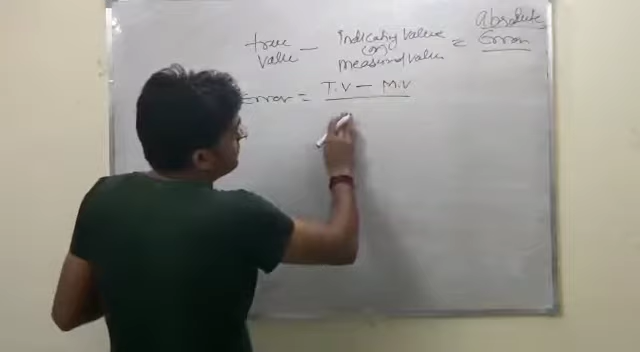 true value − Indicating value (or) measured value = Absolute Error
Error = T.V − M.V